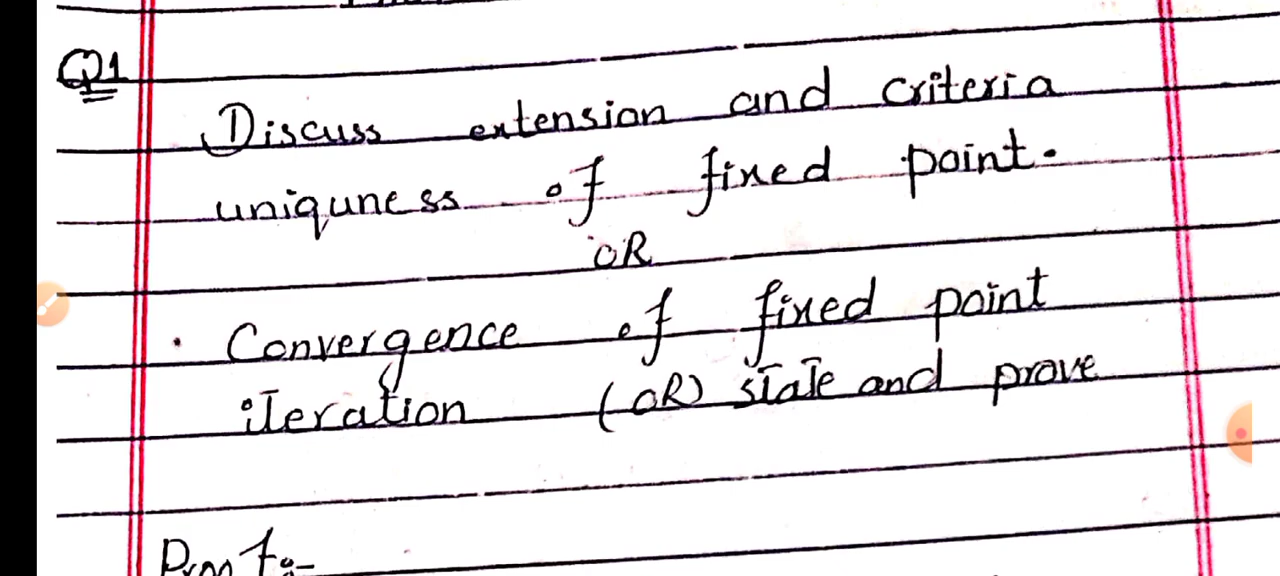 Q1
Discuss extension and criteria
uniquness of fixed point.
OR
. Convergence of fixed point
iteration (OR) state and prove
Proof:-